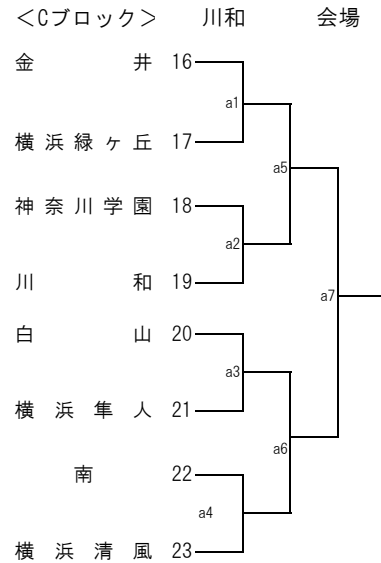 <Cブロック> 川和 会場
金井 16
a1
横浜緑ヶ丘 17
a5
神奈川学園 18
a2
川和 19
a7
白山 20
a3
横浜隼人 21
a6
南 22
a4
横浜清風 23